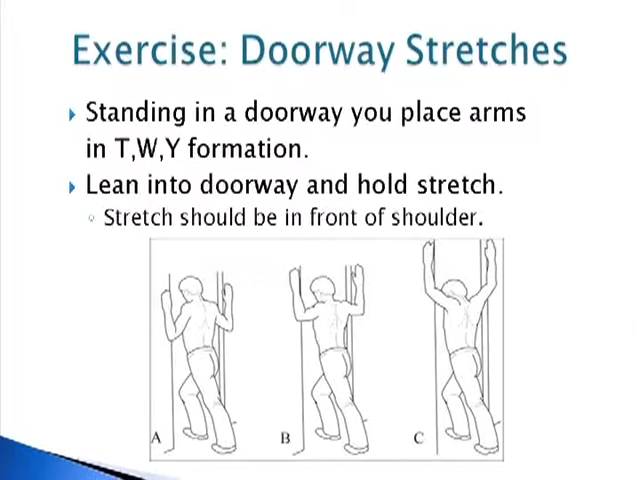 Exercise: Doorway Stretches
Standing in a doorway you place arms
in T,W,Y formation.
Lean into doorway and hold stretch.
Stretch should be in front of shoulder.
A B C